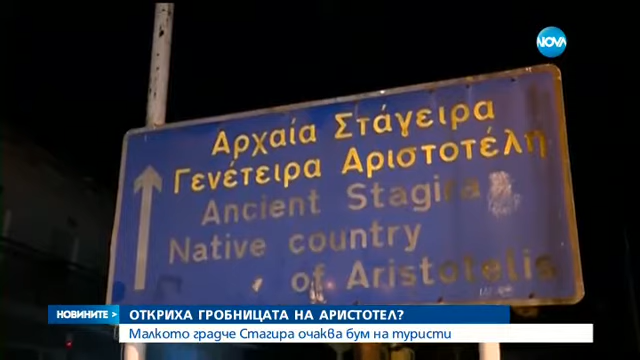 NOVA
Αρχαία Στάγειρα
Γενέτειρα Αριστοτέλη
Ancient Stagira
Native country
of Aristotelis
НОВИНИТЕ
ОТКРИХА ГРОБНИЦАТА НА АРИСТОТЕЛ?
Малкото градче Стагира очаква бум на туристи